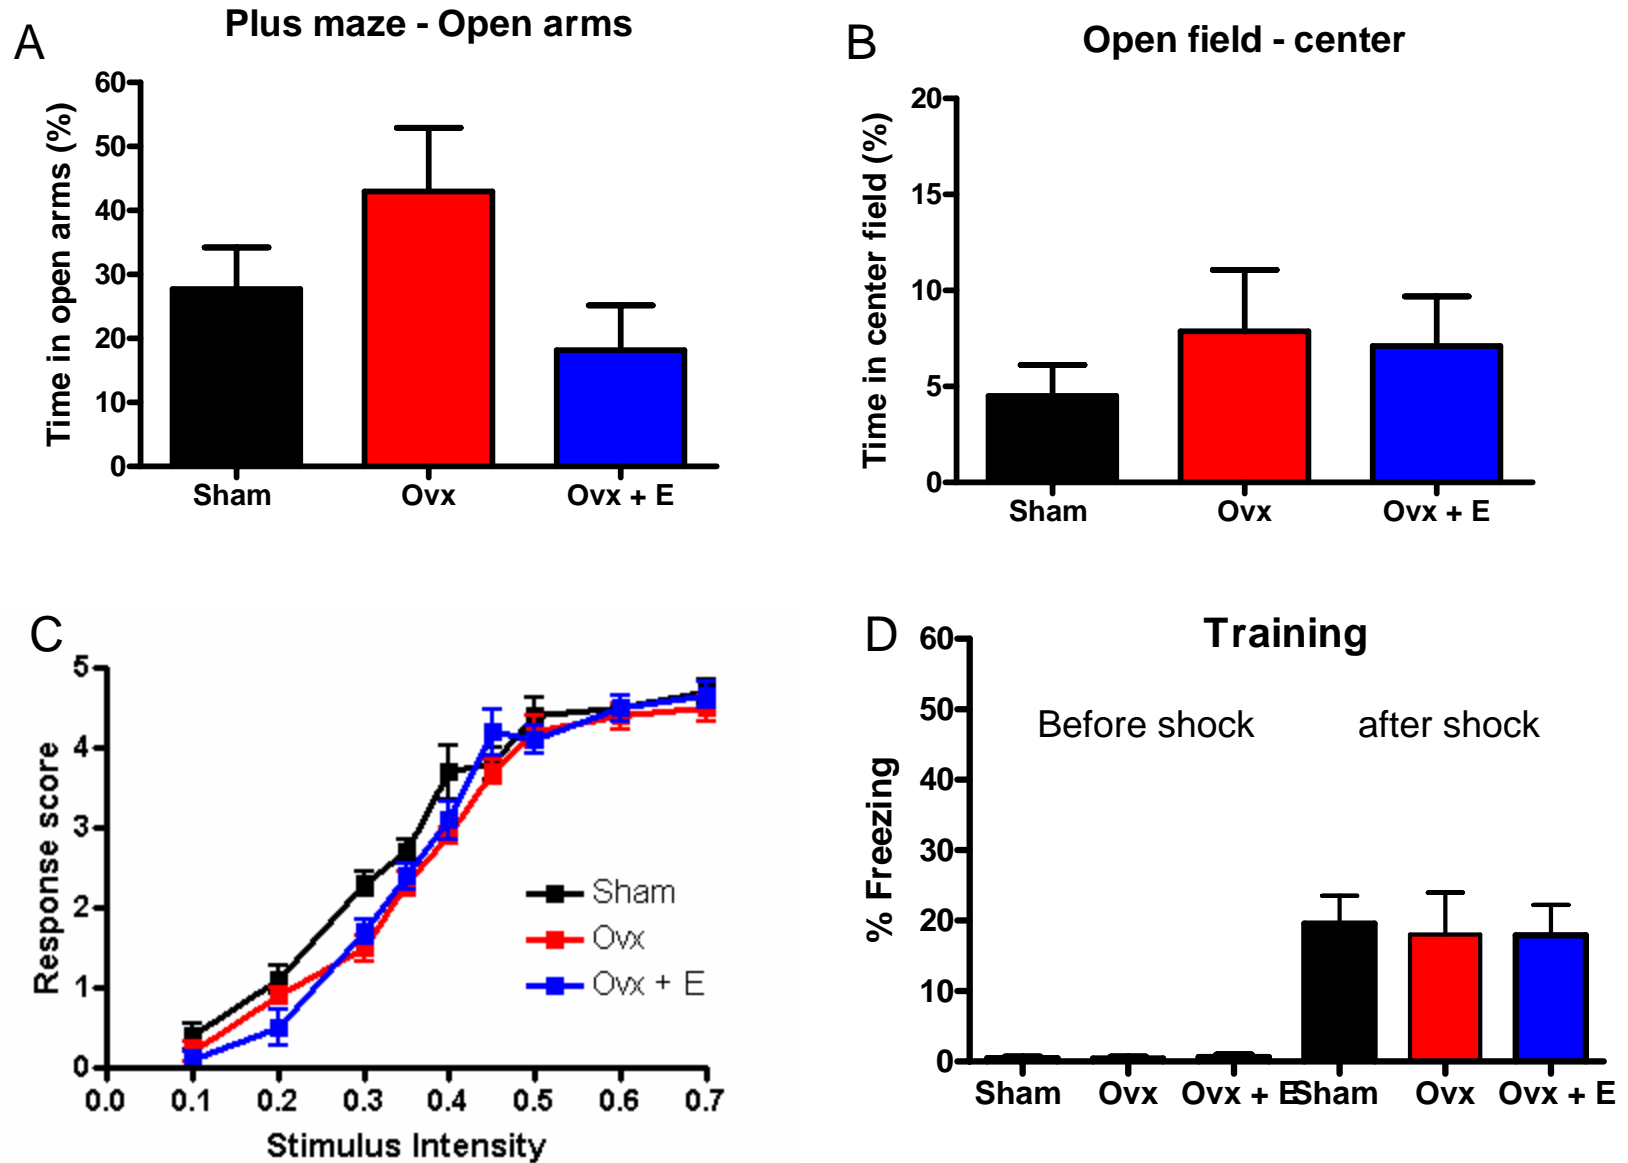 A
Plus maze - Open arms
Time in open arms (%)
60
50
40
30
20
10
0
Sham Ovx Ovx + E
B
Open field - center
Time in center field (%)
20
15
10
5
0
Sham Ovx Ovx + E
C
Response score
5
4
3
2
1
0
Sham
Ovx
Ovx + E
0.0 0.1 0.2 0.3 0.4 0.5 0.6 0.7
Stimulus Intensity
D
Training
% Freezing
60
50
40
30
20
10
0
Before shock after shock
Sham Ovx Ovx + E Sham Ovx Ovx + E